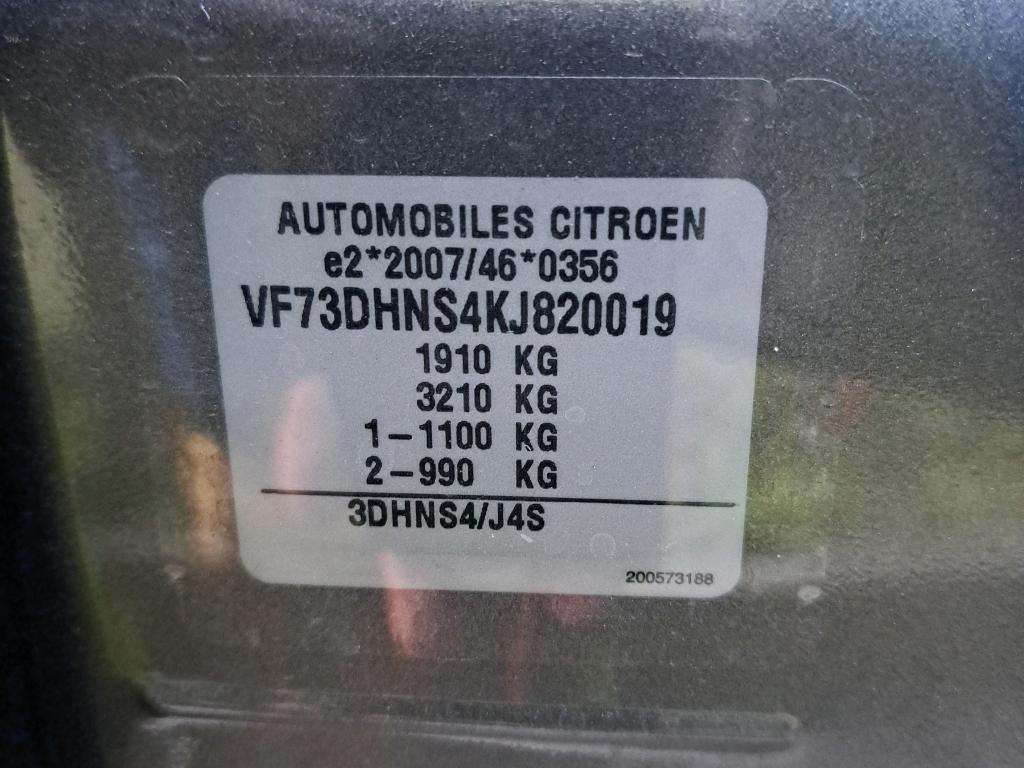 AUTOMOBILES CITROEN
e2*2007/46*0356
VF73DHNS4KJ820019
1910 KG
3210 KG
1-1100 KG
2-990 KG
3DHNS4/J4S
200573188